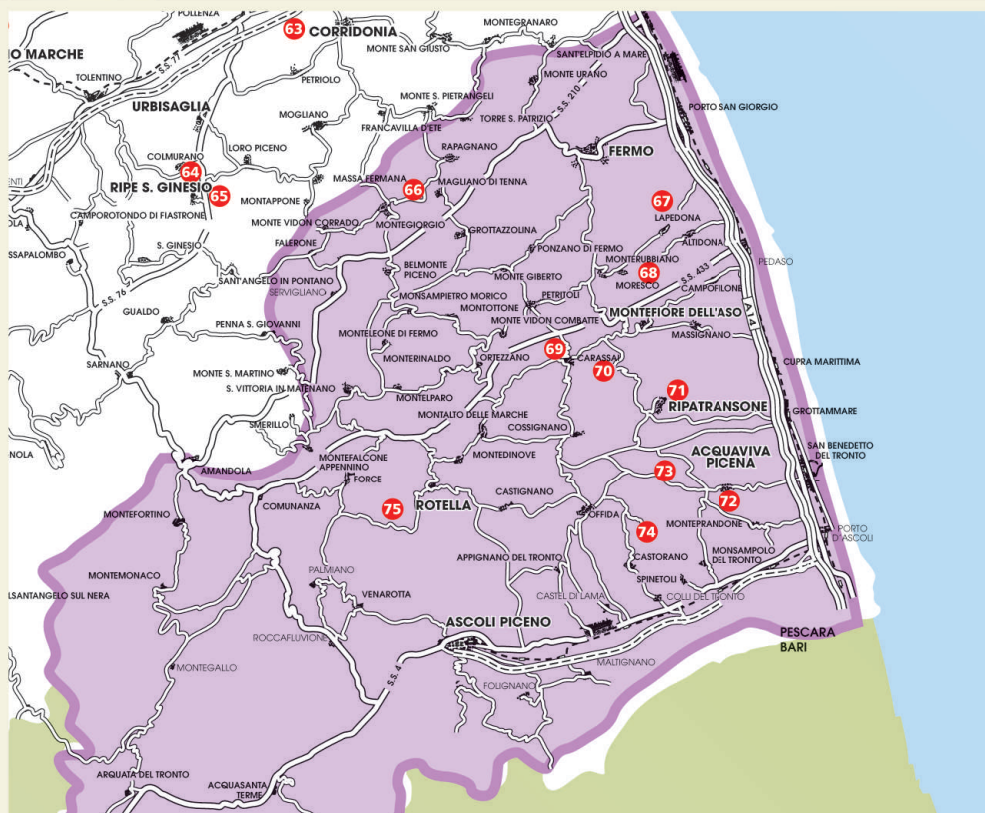 POLLENZA
63
CORRIDONIA
MONTEGRANARO
MONTE SAN GIUSTO
SANT'ELPIDIO A MARE
O MARCHE
S.S. 77
TOLENTINO
PETRIOLO
MONTE URANO
S.S. 210
URBISAGLIA
MONTE S. PIETRANGELI
PORTO SAN GIORGIO
MOGLIANO
FRANCAVILLA D'ETE
TORRE S. PATRIZIO
COLMURANO
LORO PICENO
RAPAGNANO
FERMO
64
RIPE S. GINESIO
65
MASSA FERMANA
66
MAGLIANO DI TENNA
67
MONTAPPONE
LAPEDONA
CAMPOROTONDO DI FIASTRONE
MONTE VIDON CORRADO
MONTEGIORGIO
GROTTAZZOLINA
ALTIDONA
OLA
S. GINESIO
FALERONE
PONZANO DI FERMO
SSAPALOMBO
BELMONTE
PICENO
MONTERUBBIANO
68
PEDASO
SANT'ANGELO IN PONTANO
MONTE GIBERTO
MORESCO
S.S. 433
CAMPOFILONE
SERVIGLIANO
S.S. 76
MONSAMPIETRO MORICO
PETRITOLI
A14
GUALDO
PENNA S. GIOVANNI
MONTOTTONE
MONTEFIORE DELL'ASO
MONTELEONE DI FERMO
MONTE VIDON COMBATTE
MASSIGNANO
MONTERINALDO
ORTEZZANO
69
CARASSAI
CUPRA MARITTIMA
SARNANO
MONTE S. MARTINO
70
S. VITTORIA IN MATENANO
MONTELPARO
71
RIPATRANSONE
GROTTAMMARE
SMERILLO
MONTALTO DELLE MARCHE
COSSIGNANO
NOLA
MONTEFALCONE
APPENNINO
MONTEDINOVE
ACQUAVIVA
PICENA
SAN BENEDETTO
DEL TRONTO
AMANDOLA
FORCE
73
COMUNANZA
75
ROTELLA
CASTIGNANO
72
MONTEFORTINO
OFFIDA
MONTEPRANDONE
PORTO
D'ASCOLI
74
APPIGNANO DEL TRONTO
CASTORANO
MONSAMPOLO
DEL TRONTO
MONTEMONACO
PALMIANO
SPINETOLI
LSANTANGELO SUL NERA
VENAROTTA
CASTEL DI LAMA
COLLI DEL TRONTO
ASCOLI PICENO
ROCCAFLUVIONE
PESCARA
BARI
MONTEGALLO
S.S. 4
MALTIGNANO
FOLIGNANO
ARQUATA DEL TRONTO
ACQUASANTA
TERME